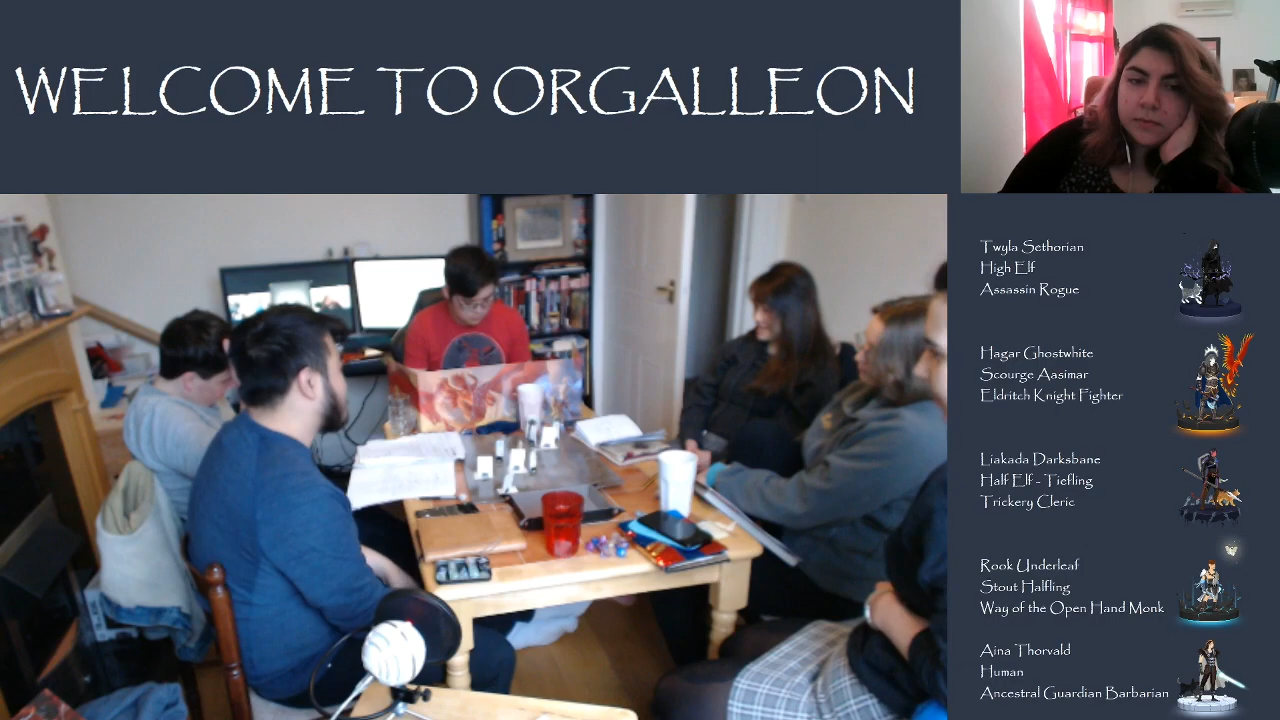 WELCOME TO ORGALLEON
Twyla Sethorian
High Elf
Assassin Rogue
Hagar Ghostwhite
Scourge Aasimar
Eldritch Knight Fighter
Liakada Darksbane
Half Elf - Tiefling
Trickery Cleric
Rook Underleaf
Stout Halfling
Way of the Open Hand Monk
Aina Thorvald
Human
Ancestral Guardian Barbarian